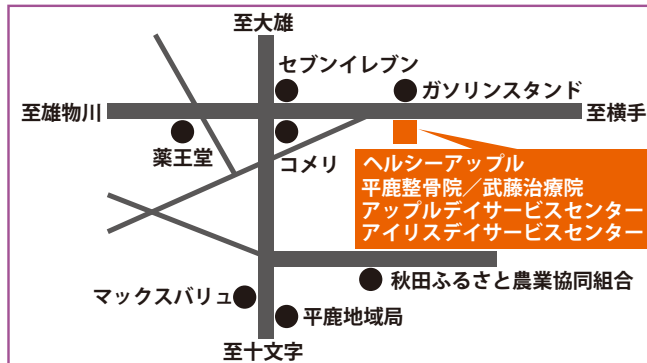 至大雄
セブンイレブン
ガソリンスタンド
至雄物川
至横手
薬王堂
コメリ
ヘルシーアップル
平鹿整骨院／武藤治療院
アップルデイサービスセンター
アイリスデイサービスセンター
秋田ふるさと農業協同組合
マックスバリュ
平鹿地域局
至十文字